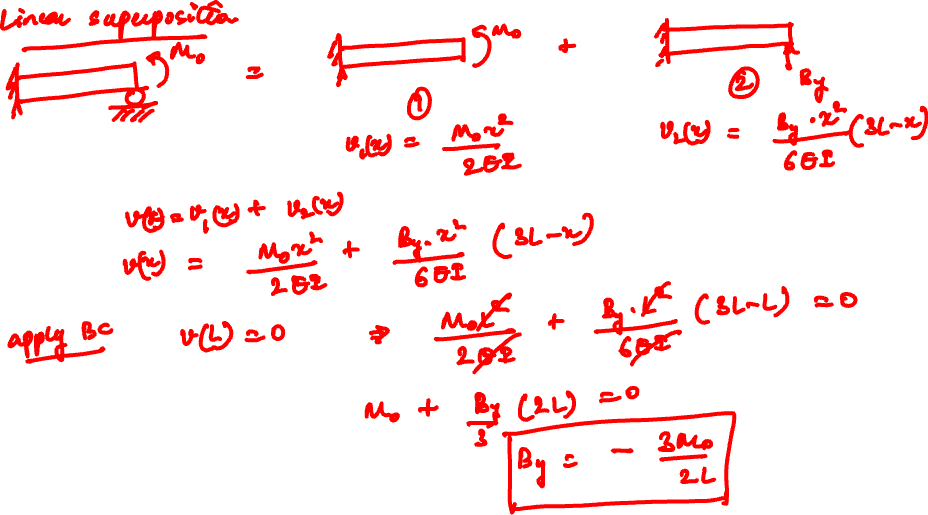 Linear superposition
M₀ = M₀ + By
① ②
v₁(x) = M₀x²/2EI v₂(x) = By·x²/6EI (3L-x)
v(x) = v₁(x) + v₂(x)
v(x) = M₀x²/2EI + By·x²/6EI (3L-x)
apply BC v(L) = 0 ⇒ M₀L²/2EI + By·L²/6EI (3L-L) = 0
M₀ + By/3 (2L) = 0
By = - 3M₀/2L